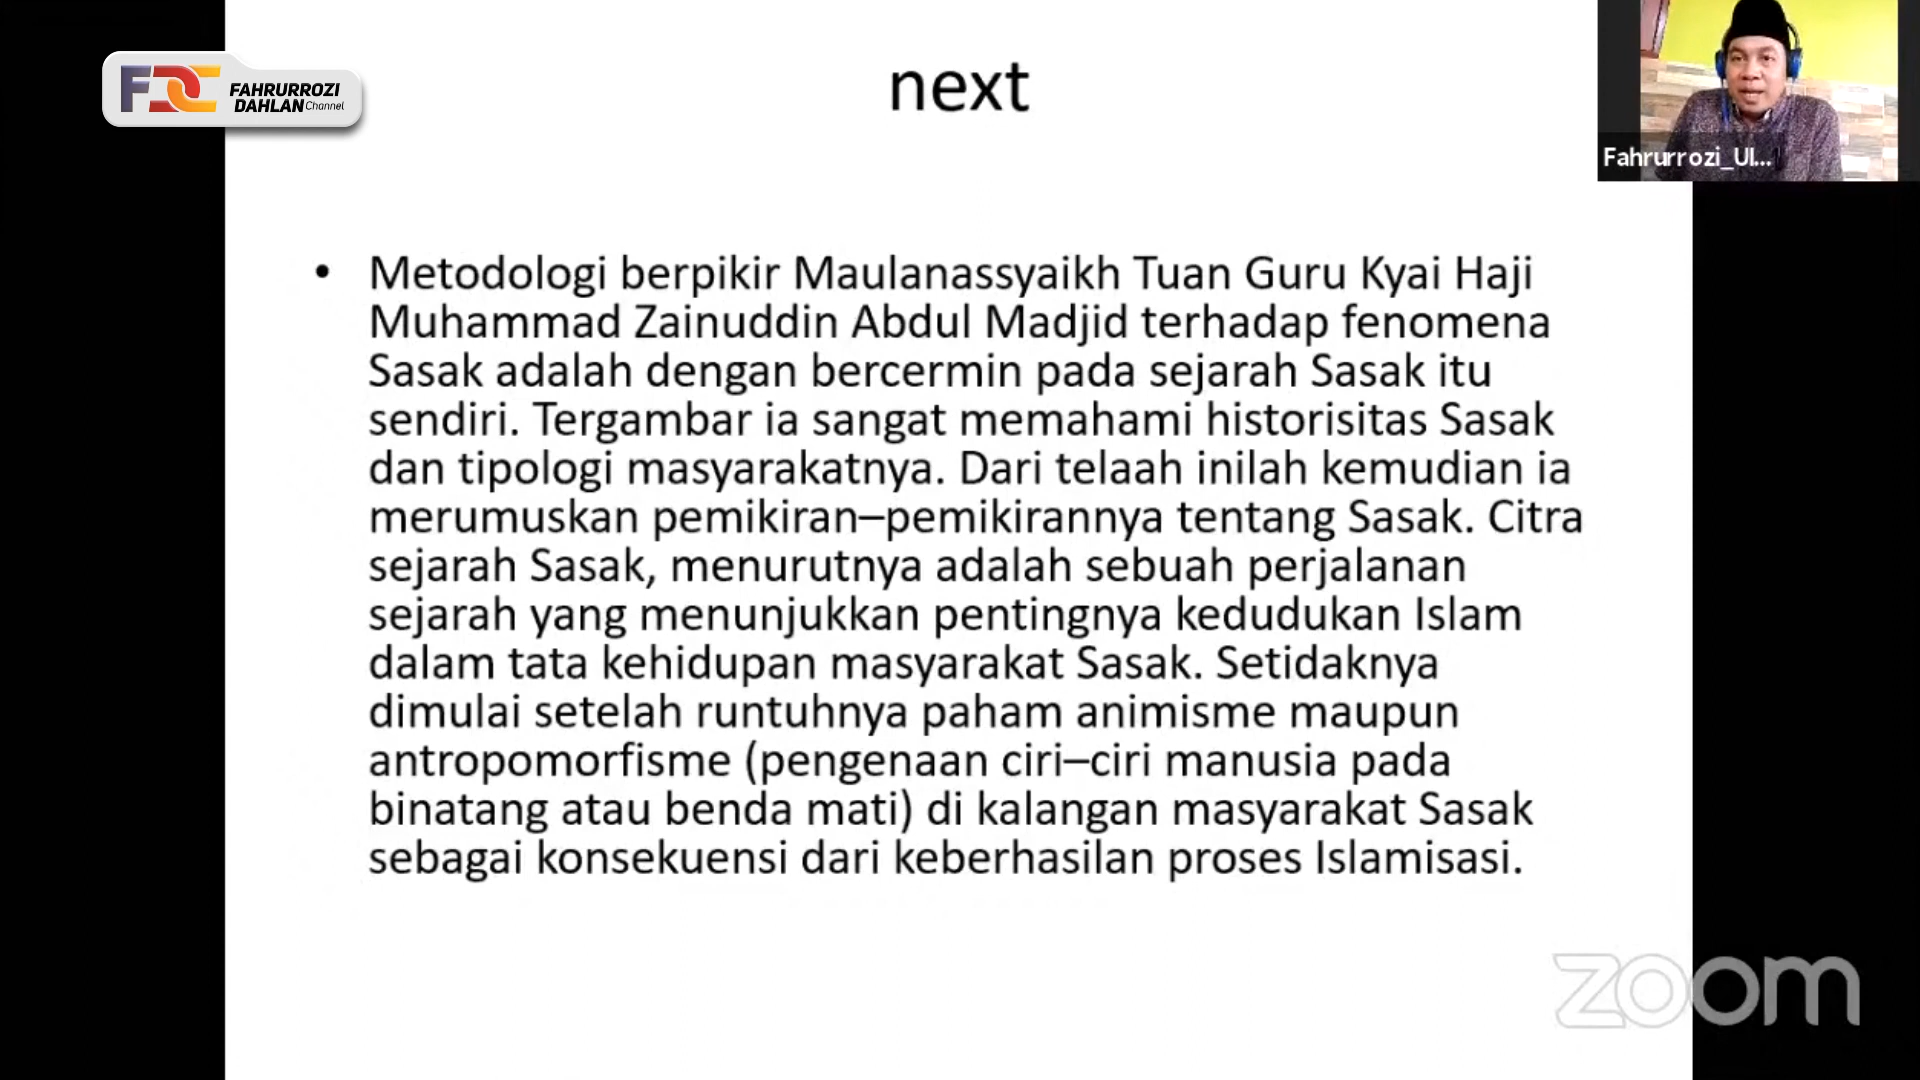 FDC
FAHRURROZI
DAHLAN Channel
next
Fahrurrozi_UI...
• Metodologi berpikir Maulanassyaikh Tuan Guru Kyai Haji
Muhammad Zainuddin Abdul Madjid terhadap fenomena
Sasak adalah dengan bercermin pada sejarah Sasak itu
sendiri. Tergambar ia sangat memahami historisitas Sasak
dan tipologi masyarakatnya. Dari telaah inilah kemudian ia
merumuskan pemikiran–pemikirannya tentang Sasak. Citra
sejarah Sasak, menurutnya adalah sebuah perjalanan
sejarah yang menunjukkan pentingnya kedudukan Islam
dalam tata kehidupan masyarakat Sasak. Setidaknya
dimulai setelah runtuhnya paham animisme maupun
antropomorfisme (pengenaan ciri–ciri manusia pada
binatang atau benda mati) di kalangan masyarakat Sasak
sebagai konsekuensi dari keberhasilan proses Islamisasi.
zoom